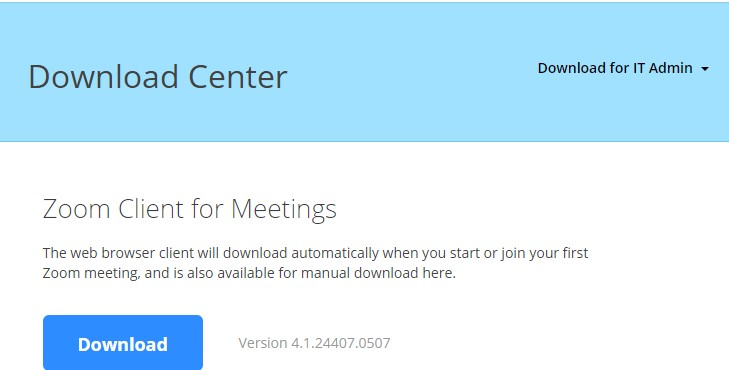 Download Center
Download for IT Admin
Zoom Client for Meetings
The web browser client will download automatically when you start or join your first
Zoom meeting, and is also available for manual download here.
Download
Version 4.1.24407.0507